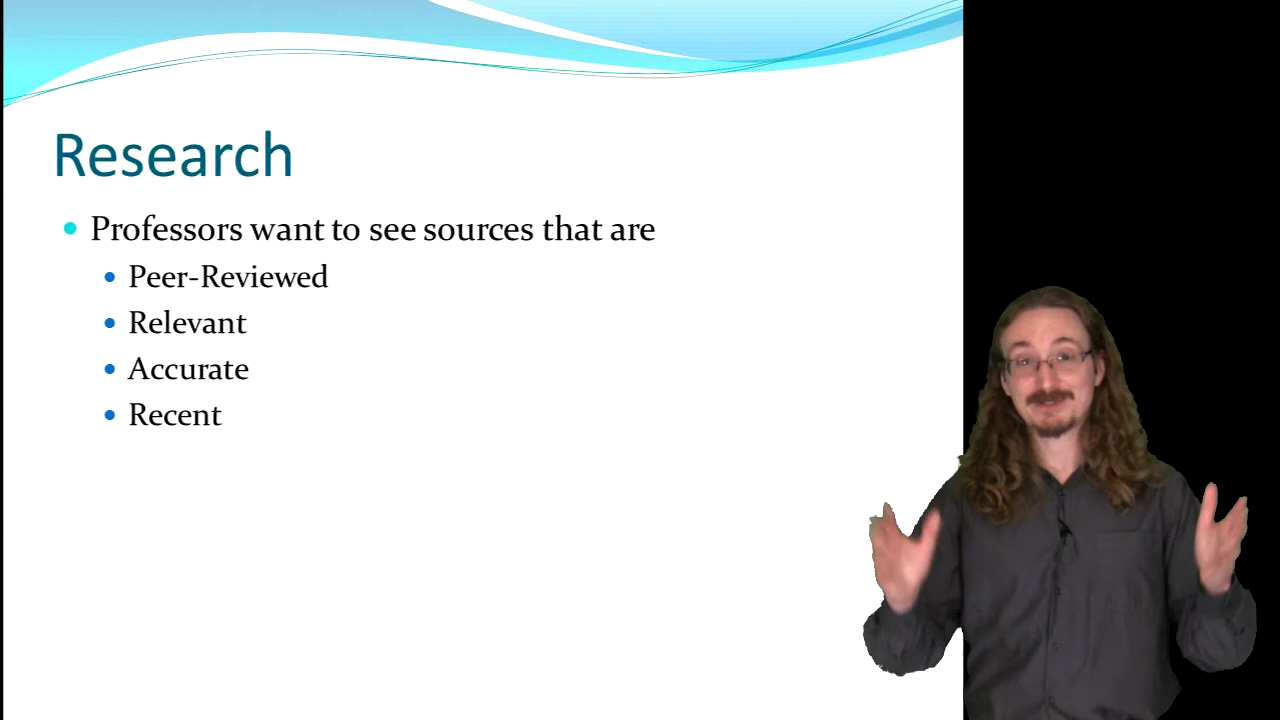 Research
Professors want to see sources that are
Peer-Reviewed
Relevant
Accurate
Recent